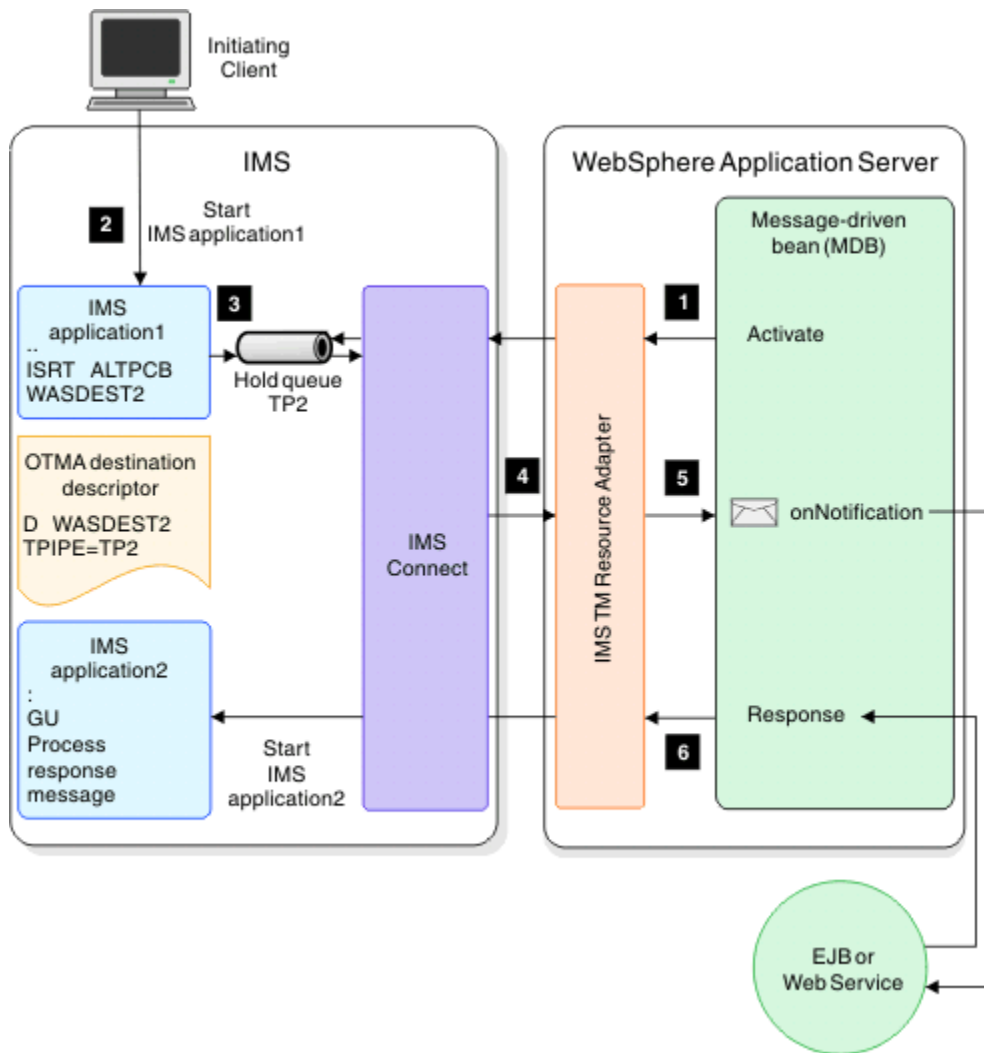 Initiating
Client
IMS
WebSphere Application Server
2
Start
IMS application1
Message-driven
bean (MDB)
IMS
application1
..
ISRT ALTPCB
WASDEST2
3
Hold queue
TP2
1
Activate
OTMA destination
descriptor
D WASDEST2
TPIPE=TP2
IMS
Connect
4
IMS TM Resource Adapter
5
onNotification
IMS
application2
:
GU
Process
response
message
Start
IMS
application2
6
Response
EJB or
Web Service